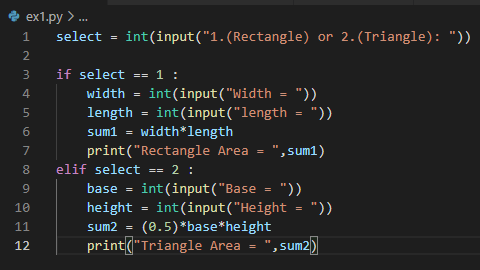 ex1.py > ...
1 select = int(input("1.(Rectangle) or 2.(Triangle): "))
2
3 if select == 1 :
4     width = int(input("Width = "))
5     length = int(input("length = "))
6     sum1 = width*length
7     print("Rectangle Area = ",sum1)
8 elif select == 2 :
9     base = int(input("Base = "))
10     height = int(input("Height = "))
11     sum2 = (0.5)*base*height
12     print("Triangle Area = ",sum2)